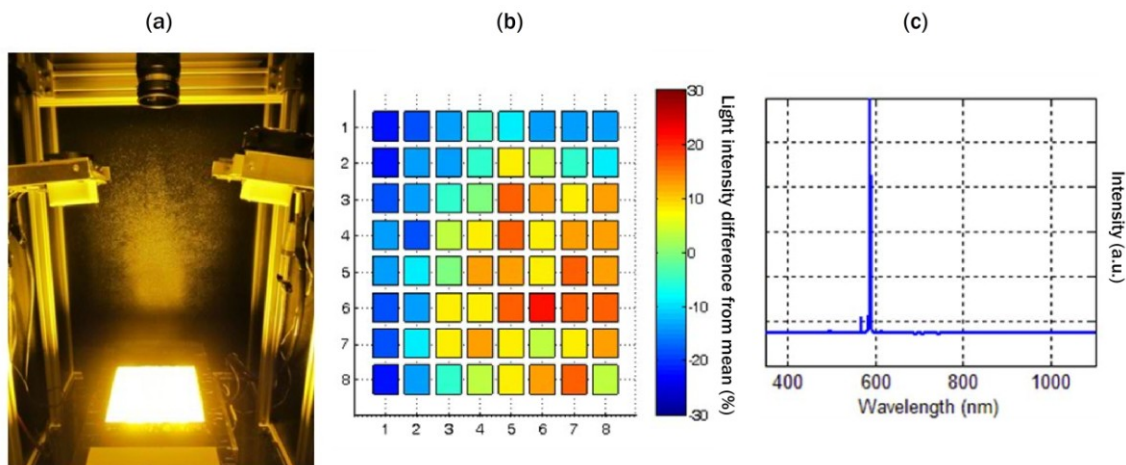 (a)
(b)
(c)
1
2
3
4
5
6
7
8
1 2 3 4 5 6 7 8
30
20
10
0
-10
-20
-30
Light intensity difference from mean (%)
400 600 800 1000
Wavelength (nm)
Intensity (a.u.)